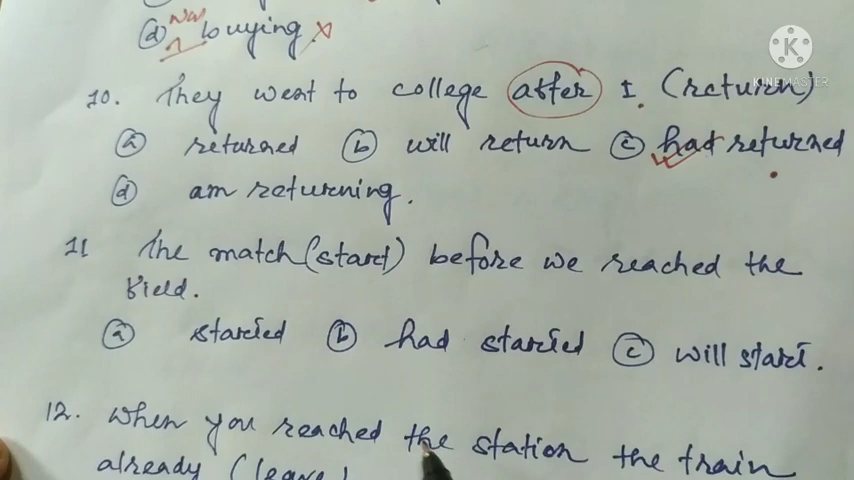 ⓓ buying
10. They went to college after I (return)
ⓐ returned ⓑ will return ⓒ had returned
ⓓ am returning.
11 The match (start) before we reached the
field.
ⓐ started ⓑ had started ⓒ will start.
12. When you reached the station the train
already (leave)
K
KINEMASTER